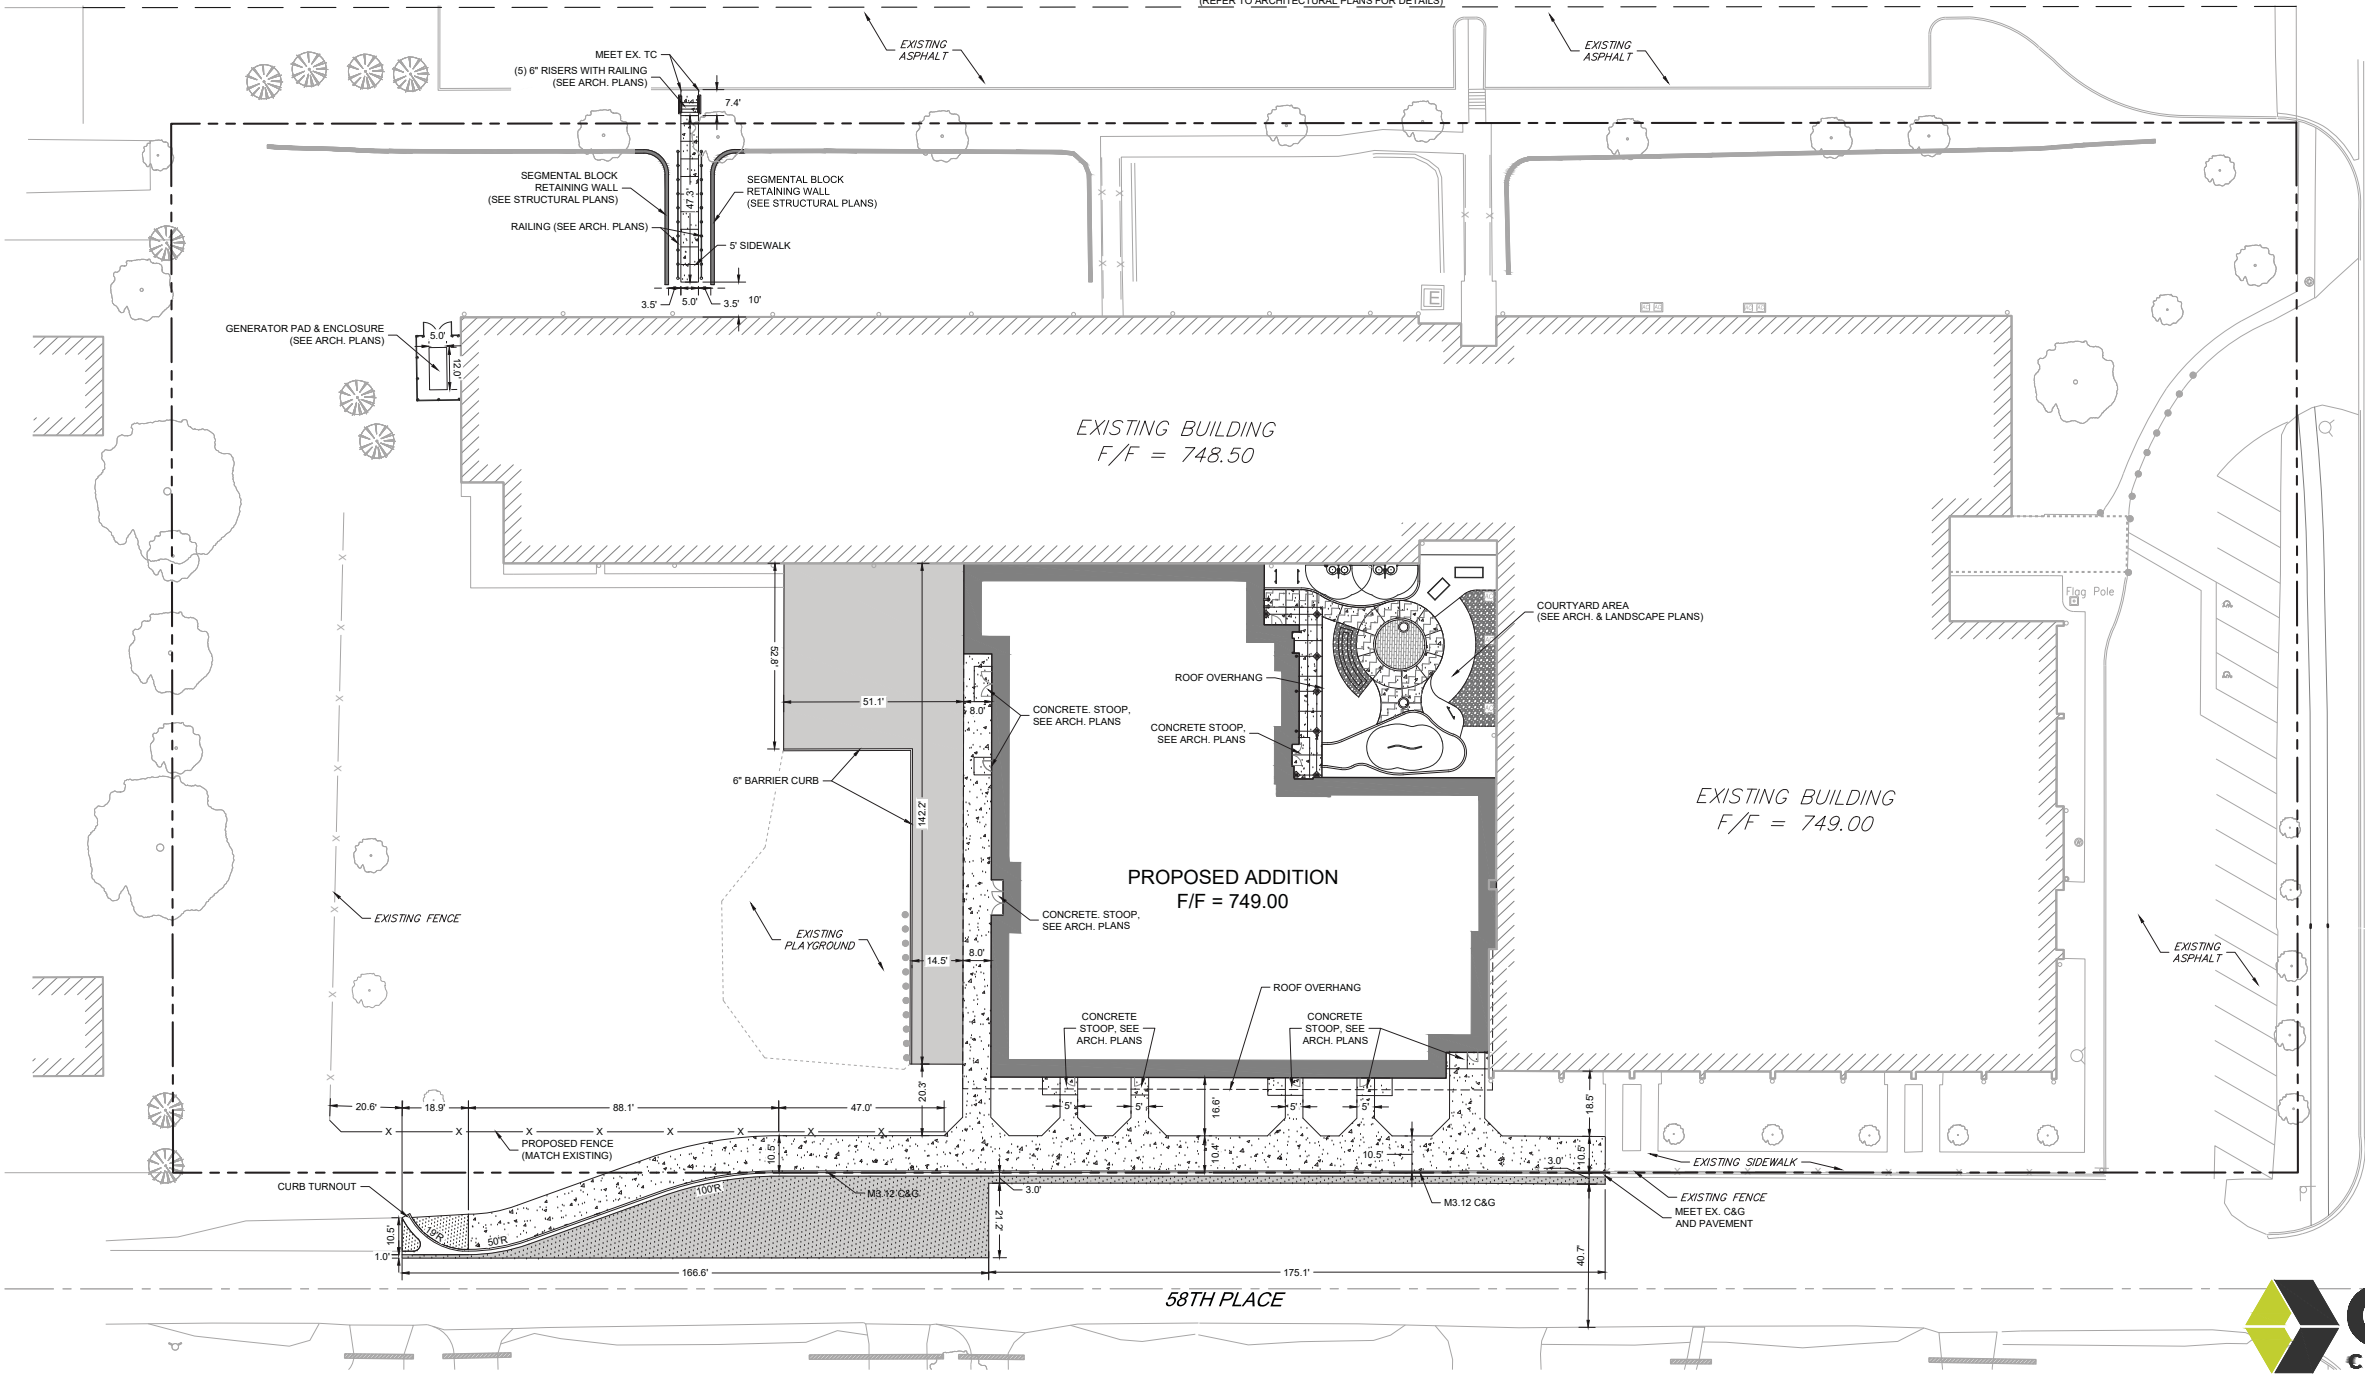 (REFER TO ARCHITECTURAL PLANS FOR DETAILS)
EXISTING
ASPHALT
EXISTING
ASPHALT
MEET EX. TC
(5) 6" RISERS WITH RAILING
(SEE ARCH. PLANS)
7.4'
SEGMENTAL BLOCK
RETAINING WALL
(SEE STRUCTURAL PLANS)
SEGMENTAL BLOCK
RETAINING WALL
(SEE STRUCTURAL PLANS)
47.3'
RAILING (SEE ARCH. PLANS)
5' SIDEWALK
3.5'
5.0'
3.5'
10'
E
GENERATOR PAD & ENCLOSURE
(SEE ARCH. PLANS)
5.0'
12.0'
EXISTING BUILDING
F/F = 748.50
Flag Pole
COURTYARD AREA
(SEE ARCH. & LANDSCAPE PLANS)
52.8'
51.1'
8.0'
ROOF OVERHANG
CONCRETE. STOOP,
SEE ARCH. PLANS
CONCRETE STOOP,
SEE ARCH. PLANS
6" BARRIER CURB
142.2'
EXISTING BUILDING
F/F = 749.00
PROPOSED ADDITION
F/F = 749.00
EXISTING FENCE
CONCRETE. STOOP,
SEE ARCH. PLANS
EXISTING
PLAYGROUND
EXISTING
ASPHALT
14.5'
8.0'
ROOF OVERHANG
CONCRETE
STOOP, SEE
ARCH. PLANS
CONCRETE
STOOP, SEE
ARCH. PLANS
20.6'
18.9'
88.1'
47.0'
20.3'
5'
5'
16.6'
5'
5'
18.5'
X X X X X X X X
PROPOSED FENCE
(MATCH EXISTING)
10.5'
10.4'
10.5'
3.0'
10.5'
EXISTING SIDEWALK
CURB TURNOUT
100'R
M3.12 C&G
3.0'
M3.12 C&G
EXISTING FENCE
MEET EX. C&G
AND PAVEMENT
10.5'
19'R
50'R
21.2'
1.0'
40.7'
166.6'
175.1'
58TH PLACE